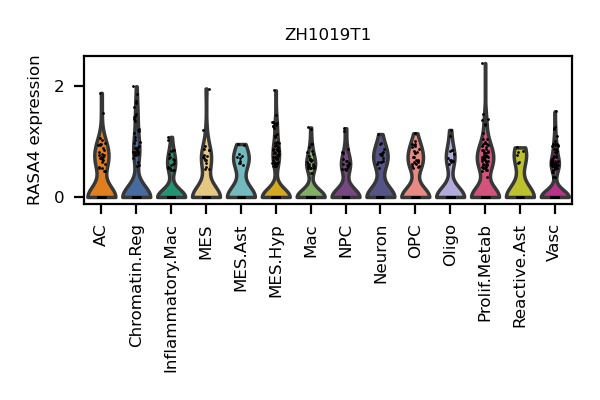 ZH1019T1
RASA4 expression
2
0
AC
Chromatin.Reg
Inflammatory.Mac
MES
MES.Ast
MES.Hyp
Mac
NPC
Neuron
OPC
Oligo
Prolif.Metab
Reactive.Ast
Vasc